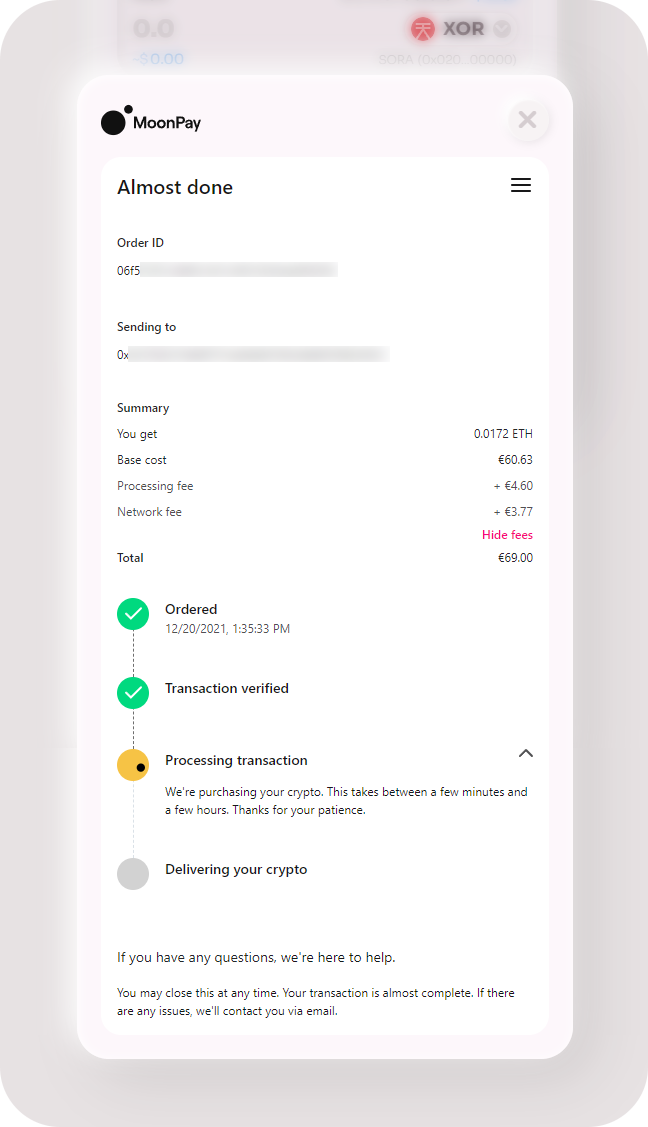 0.0
XOR
-$0.00
SORA (0x020...00000)
MoonPay
Almost done
Order ID
06f5
Sending to
0x
Summary
You get 0.0172 ETH
Base cost €60.63
Processing fee + €4.60
Network fee + €3.77
Hide fees
Total €69.00
Ordered
12/20/2021, 1:35:33 PM
Transaction verified
Processing transaction
We're purchasing your crypto. This takes between a few minutes and
a few hours. Thanks for your patience.
Delivering your crypto
If you have any questions, we're here to help.
You may close this at any time. Your transaction is almost complete. If there
are any issues, we'll contact you via email.